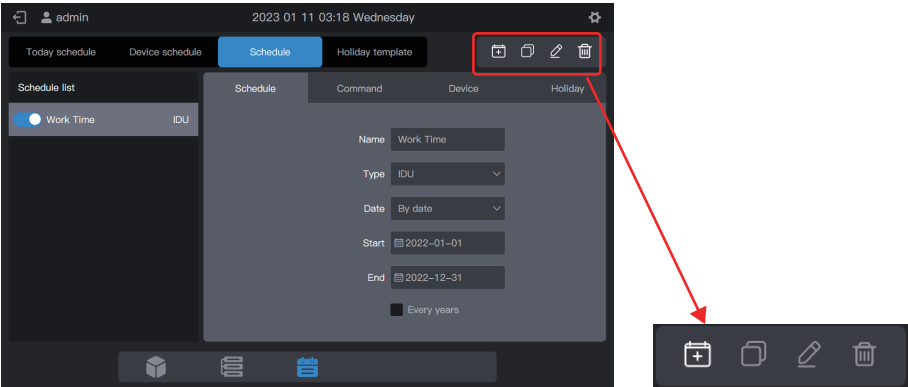 admin 2023 01 11 03:18 Wednesday
Today schedule Device schedule Schedule Holiday template
Schedule list
Work Time IDU
Schedule Command Device Holiday
Name Work Time
Type IDU
Date By date
Start 2022-01-01
End 2022-12-31
Every years